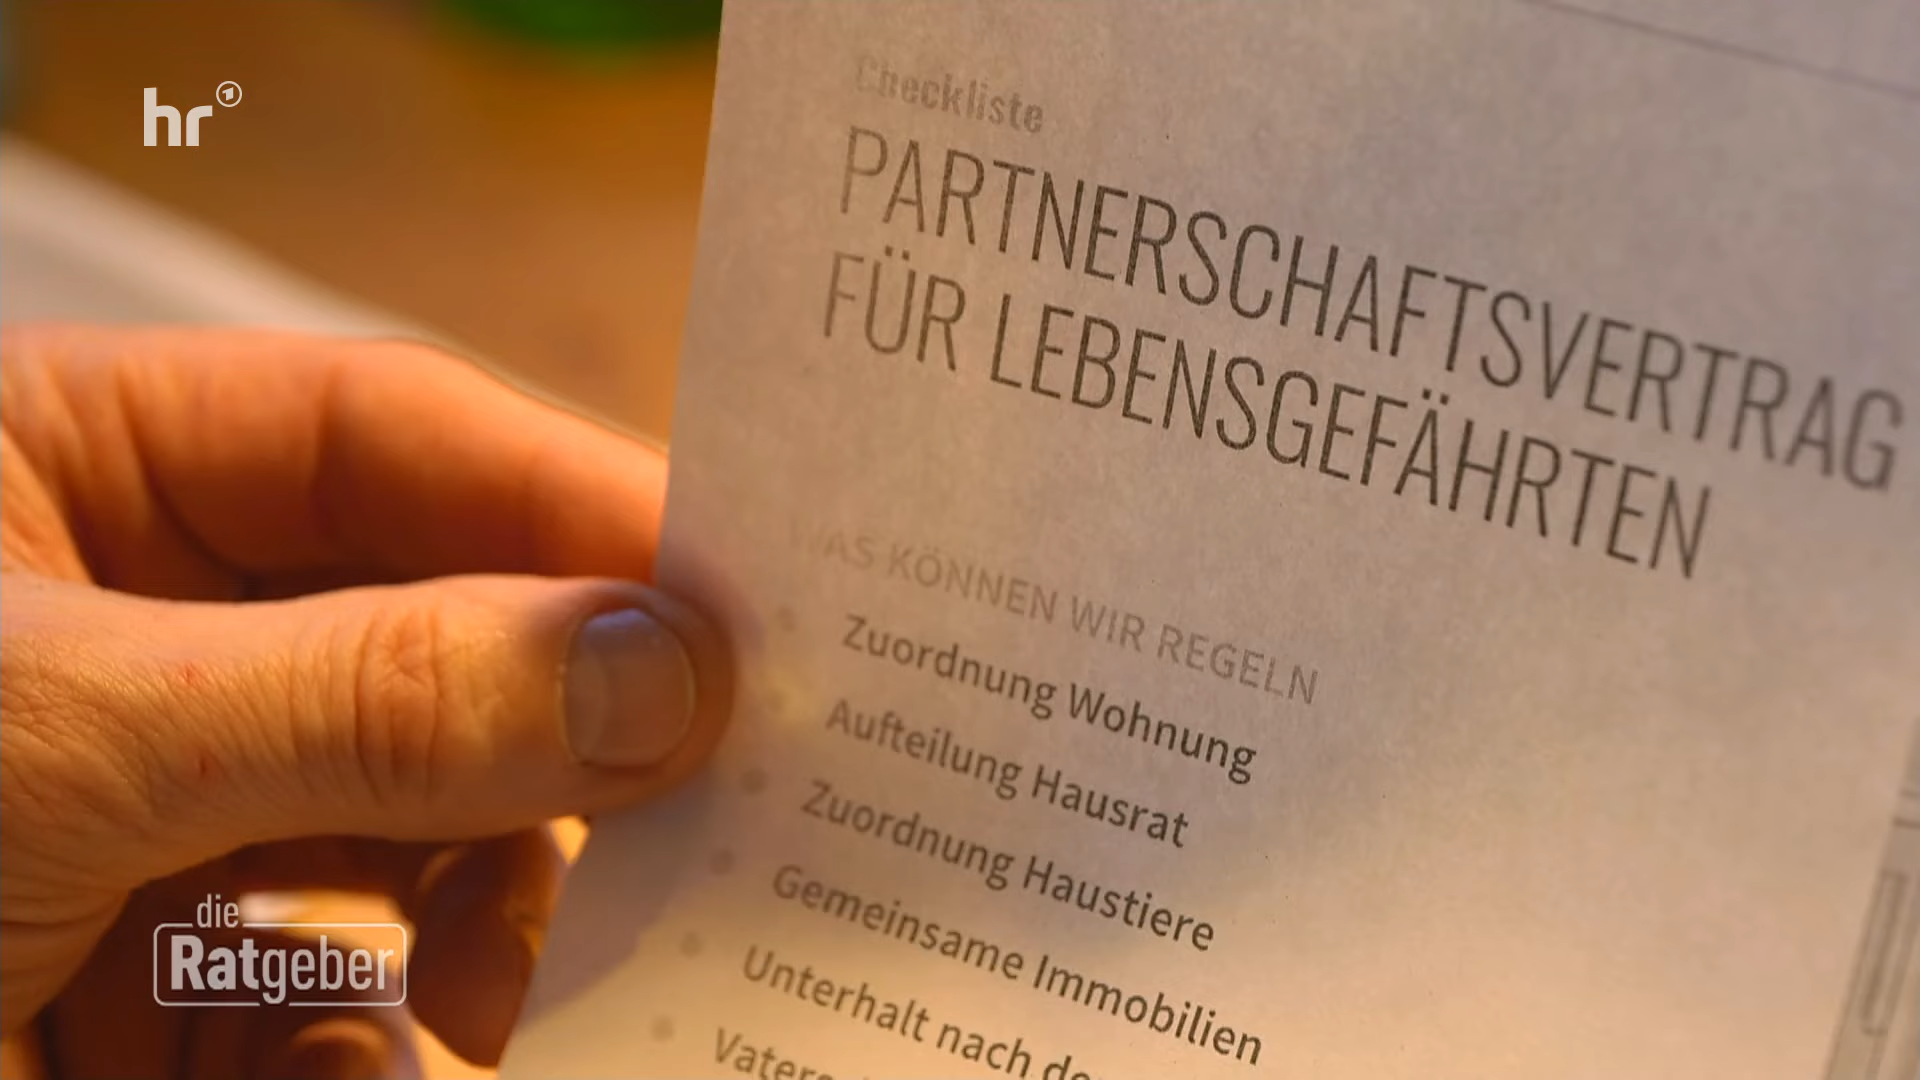 hr
Checkliste
PARTNERSCHAFTSVERTRAG
FÜR LEBENSGEFÄHRTEN
WAS KÖNNEN WIR REGELN
Zuordnung Wohnung
Aufteilung Hausrat
Zuordnung Haustiere
Gemeinsame Immobilien
Unterhalt nach
die
Ratgeber